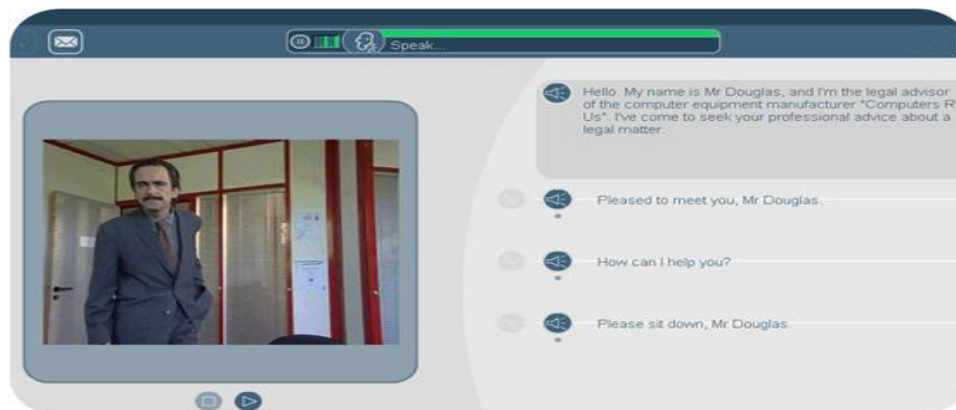 Speak...
Hello. My name is Mr Douglas, and I'm the legal advisor
of the computer equipment manufacturer "Computers R
Us". I've come to seek your professional advice about a
legal matter.
Pleased to meet you, Mr Douglas.
How can I help you?
Please sit down, Mr Douglas.